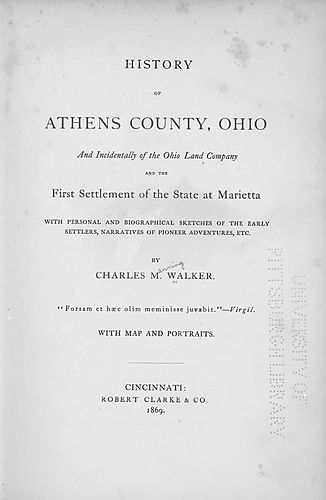 HISTORY
OF
ATHENS COUNTY, OHIO
And Incidentally of the Ohio Land Company
AND THE
First Settlement of the State at Marietta
WITH PERSONAL AND BIOGRAPHICAL SKETCHES OF THE EARLY
SETTLERS, NARRATIVES OF PIONEER ADVENTURES, ETC.
BY
CHARLES M. WALKER.
"Forsam et hæc olim meminisse juvabit."—Virgil.
WITH MAP AND PORTRAITS.
CINCINNATI:
ROBERT CLARKE & CO.
1869.